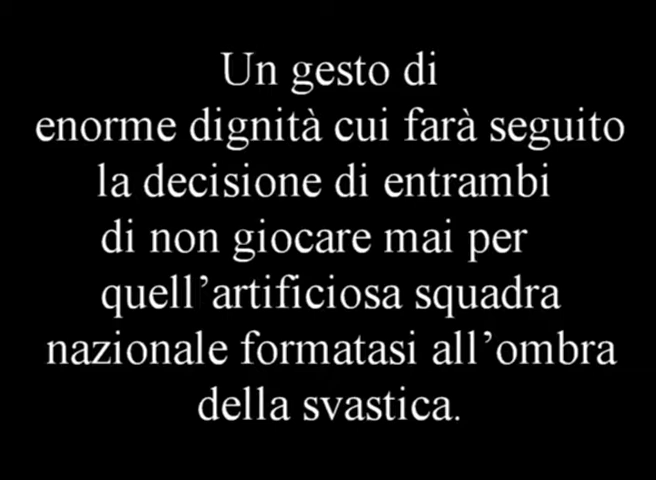 Un gesto di
enorme dignità cui farà seguito
la decisione di entrambi
di non giocare mai per
quell’artificiosa squadra
nazionale formatasi all’ombra
della svastica.